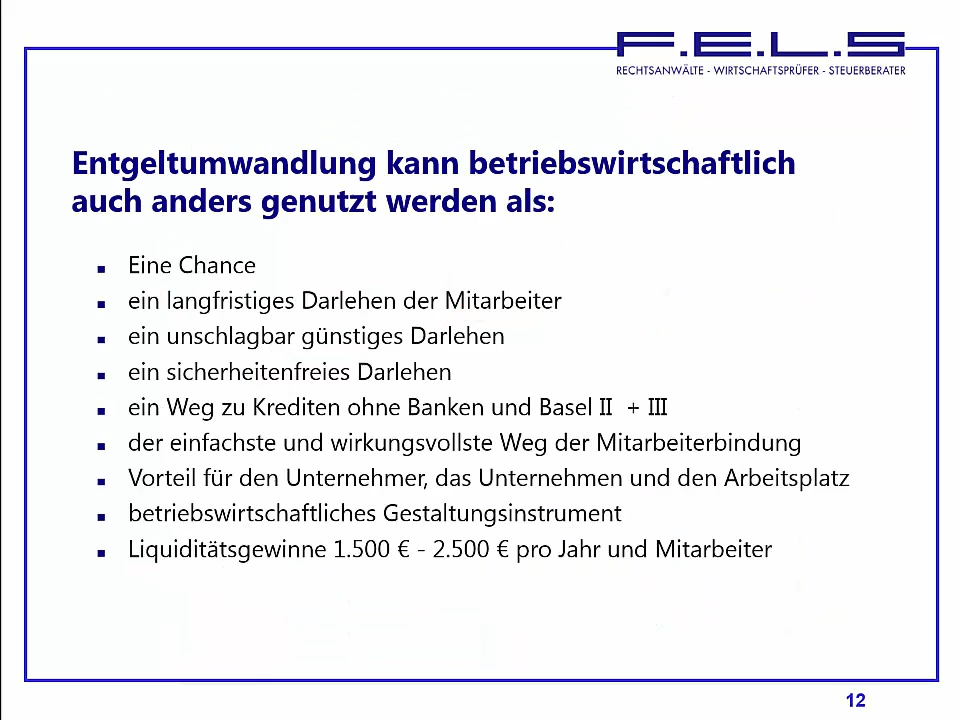 F.E.L.S
RECHTSANWÄLTE - WIRTSCHAFTSPRÜFER - STEUERBERATER
Entgeltumwandlung kann betriebswirtschaftlich
auch anders genutzt werden als:
Eine Chance
ein langfristiges Darlehen der Mitarbeiter
ein unschlagbar günstiges Darlehen
ein sicherheitenfreies Darlehen
ein Weg zu Krediten ohne Banken und Basel II + III
der einfachste und wirkungsvollste Weg der Mitarbeiterbindung
Vorteil für den Unternehmer, das Unternehmen und den Arbeitsplatz
betriebswirtschaftliches Gestaltungsinstrument
Liquiditätsgewinne 1.500 € - 2.500 € pro Jahr und Mitarbeiter
12